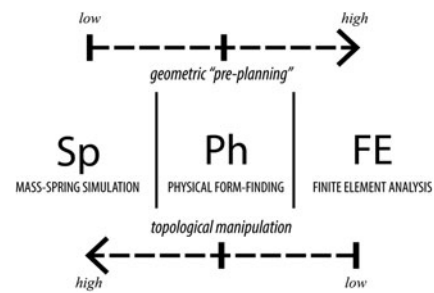 low high
geometric "pre-planning"
Sp Ph FE
MASS-SPRING SIMULATION PHYSICAL FORM-FINDING FINITE ELEMENT ANALYSIS
topological manipulation
high low